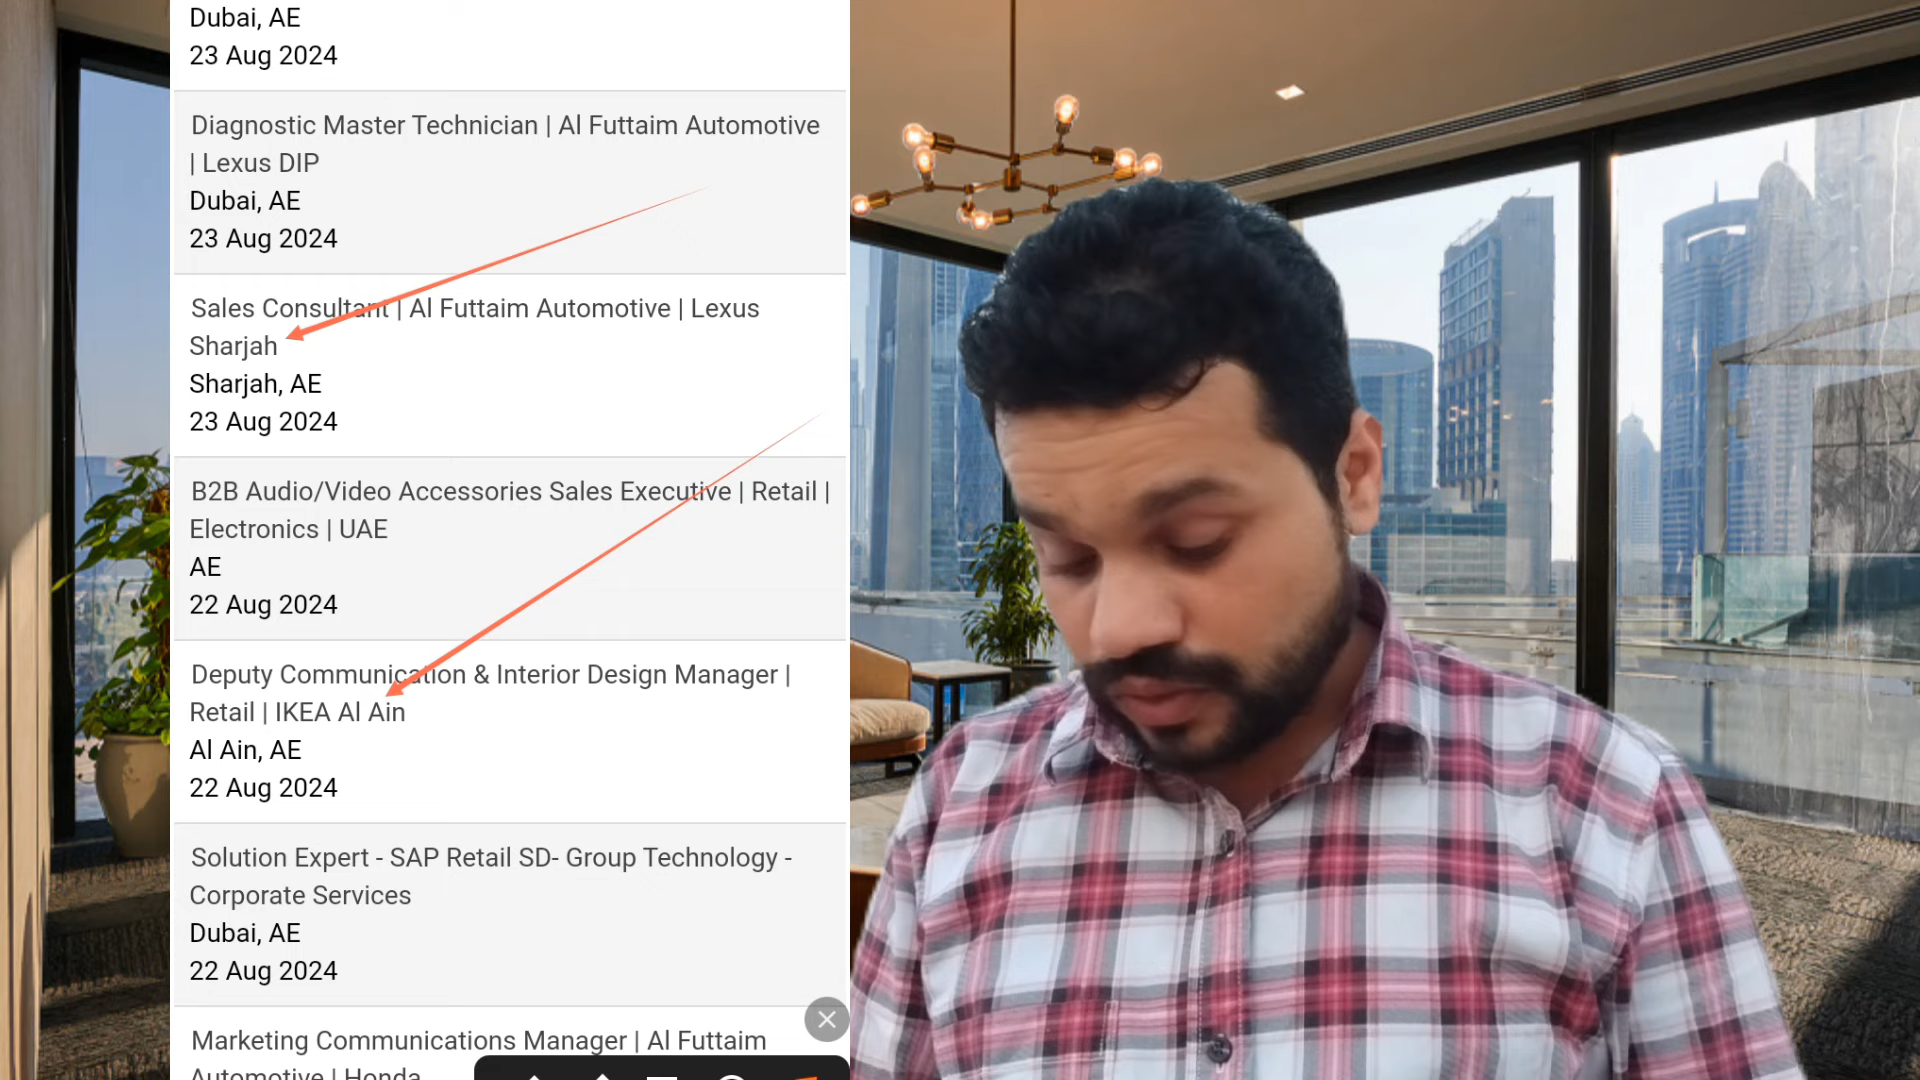 Dubai, AE
23 Aug 2024
Diagnostic Master Technician | Al Futtaim Automotive
| Lexus DIP
Dubai, AE
23 Aug 2024
Sales Consultant | Al Futtaim Automotive | Lexus
Sharjah
Sharjah, AE
23 Aug 2024
B2B Audio/Video Accessories Sales Executive | Retail |
Electronics | UAE
AE
22 Aug 2024
Deputy Communication & Interior Design Manager |
Retail | IKEA Al Ain
Al Ain, AE
22 Aug 2024
Solution Expert - SAP Retail SD- Group Technology -
Corporate Services
Dubai, AE
22 Aug 2024
Marketing Communications Manager | Al Futtaim
Automotive | Honda